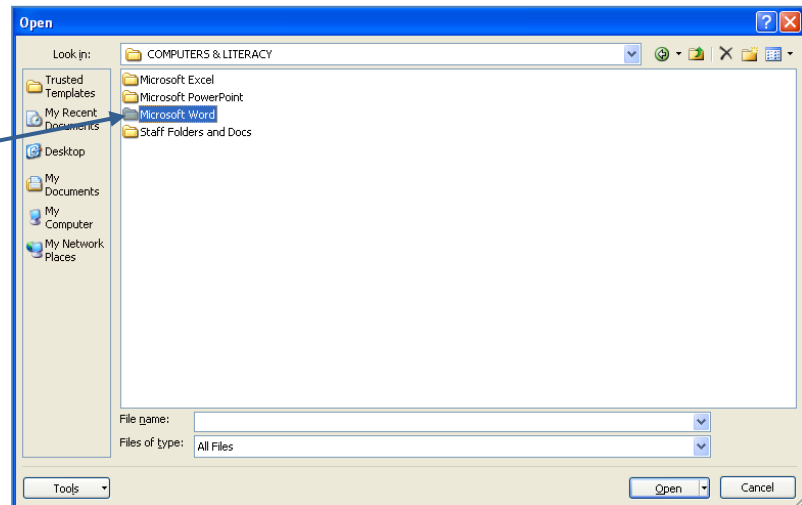 Open
Look in:
COMPUTERS & LITERACY
Trusted
Templates
My Recent
Documents
Desktop
My
Documents
My
Computer
My Network
Places
Microsoft Excel
Microsoft PowerPoint
Microsoft Word
Staff Folders and Docs
File name:
Files of type:
All Files
Tools
Open
Cancel